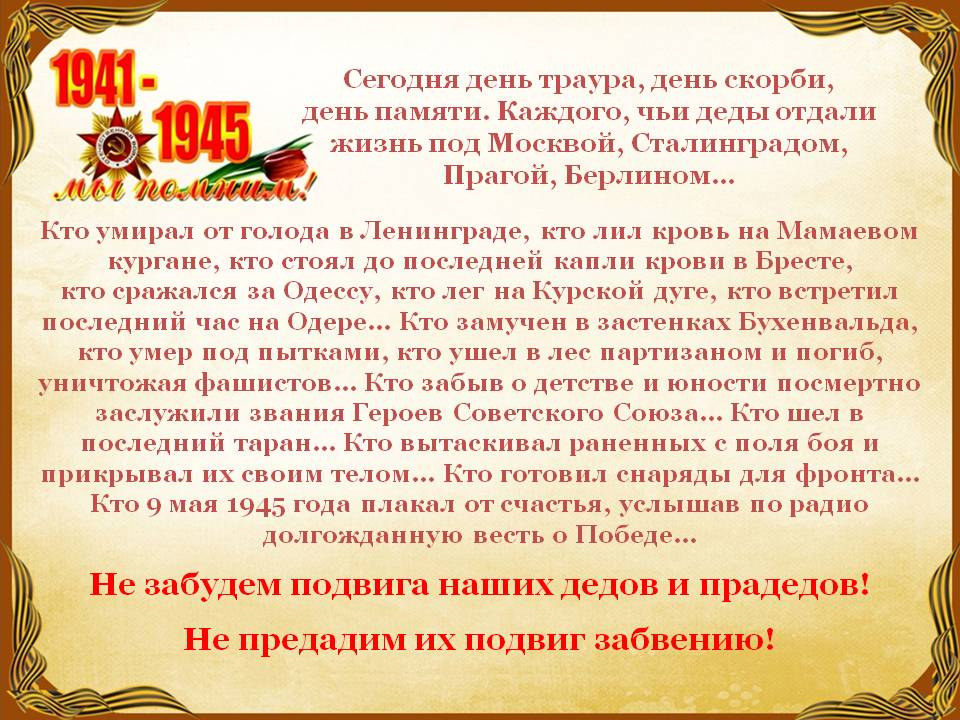 1941 -
1945
мы помним!
Сегодня день траура, день скорби,
день памяти. Каждого, чьи деды отдали
жизнь под Москвой, Сталинградом,
Прагой, Берлином...
Кто умирал от голода в Ленинграде, кто лил кровь на Мамаевом
кургане, кто стоял до последней капли крови в Бресте,
кто сражался за Одессу, кто лег на Курской дуге, кто встретил
последний час на Одере... Кто замучен в застенках Бухенвальда,
кто умер под пытками, кто ушел в лес партизаном и погиб,
уничтожая фашистов... Кто забыв о детстве и юности посмертно
заслужили звания Героев Советского Союза... Кто шел в
последний таран... Кто вытаскивал раненных с поля боя и
прикрывал их своим телом... Кто готовил снаряды для фронта...
Кто 9 мая 1945 года плакал от счастья, услышав по радио
долгожданную весть о Победе...
Не забудем подвига наших дедов и прадедов!
Не предадим их подвиг забвению!